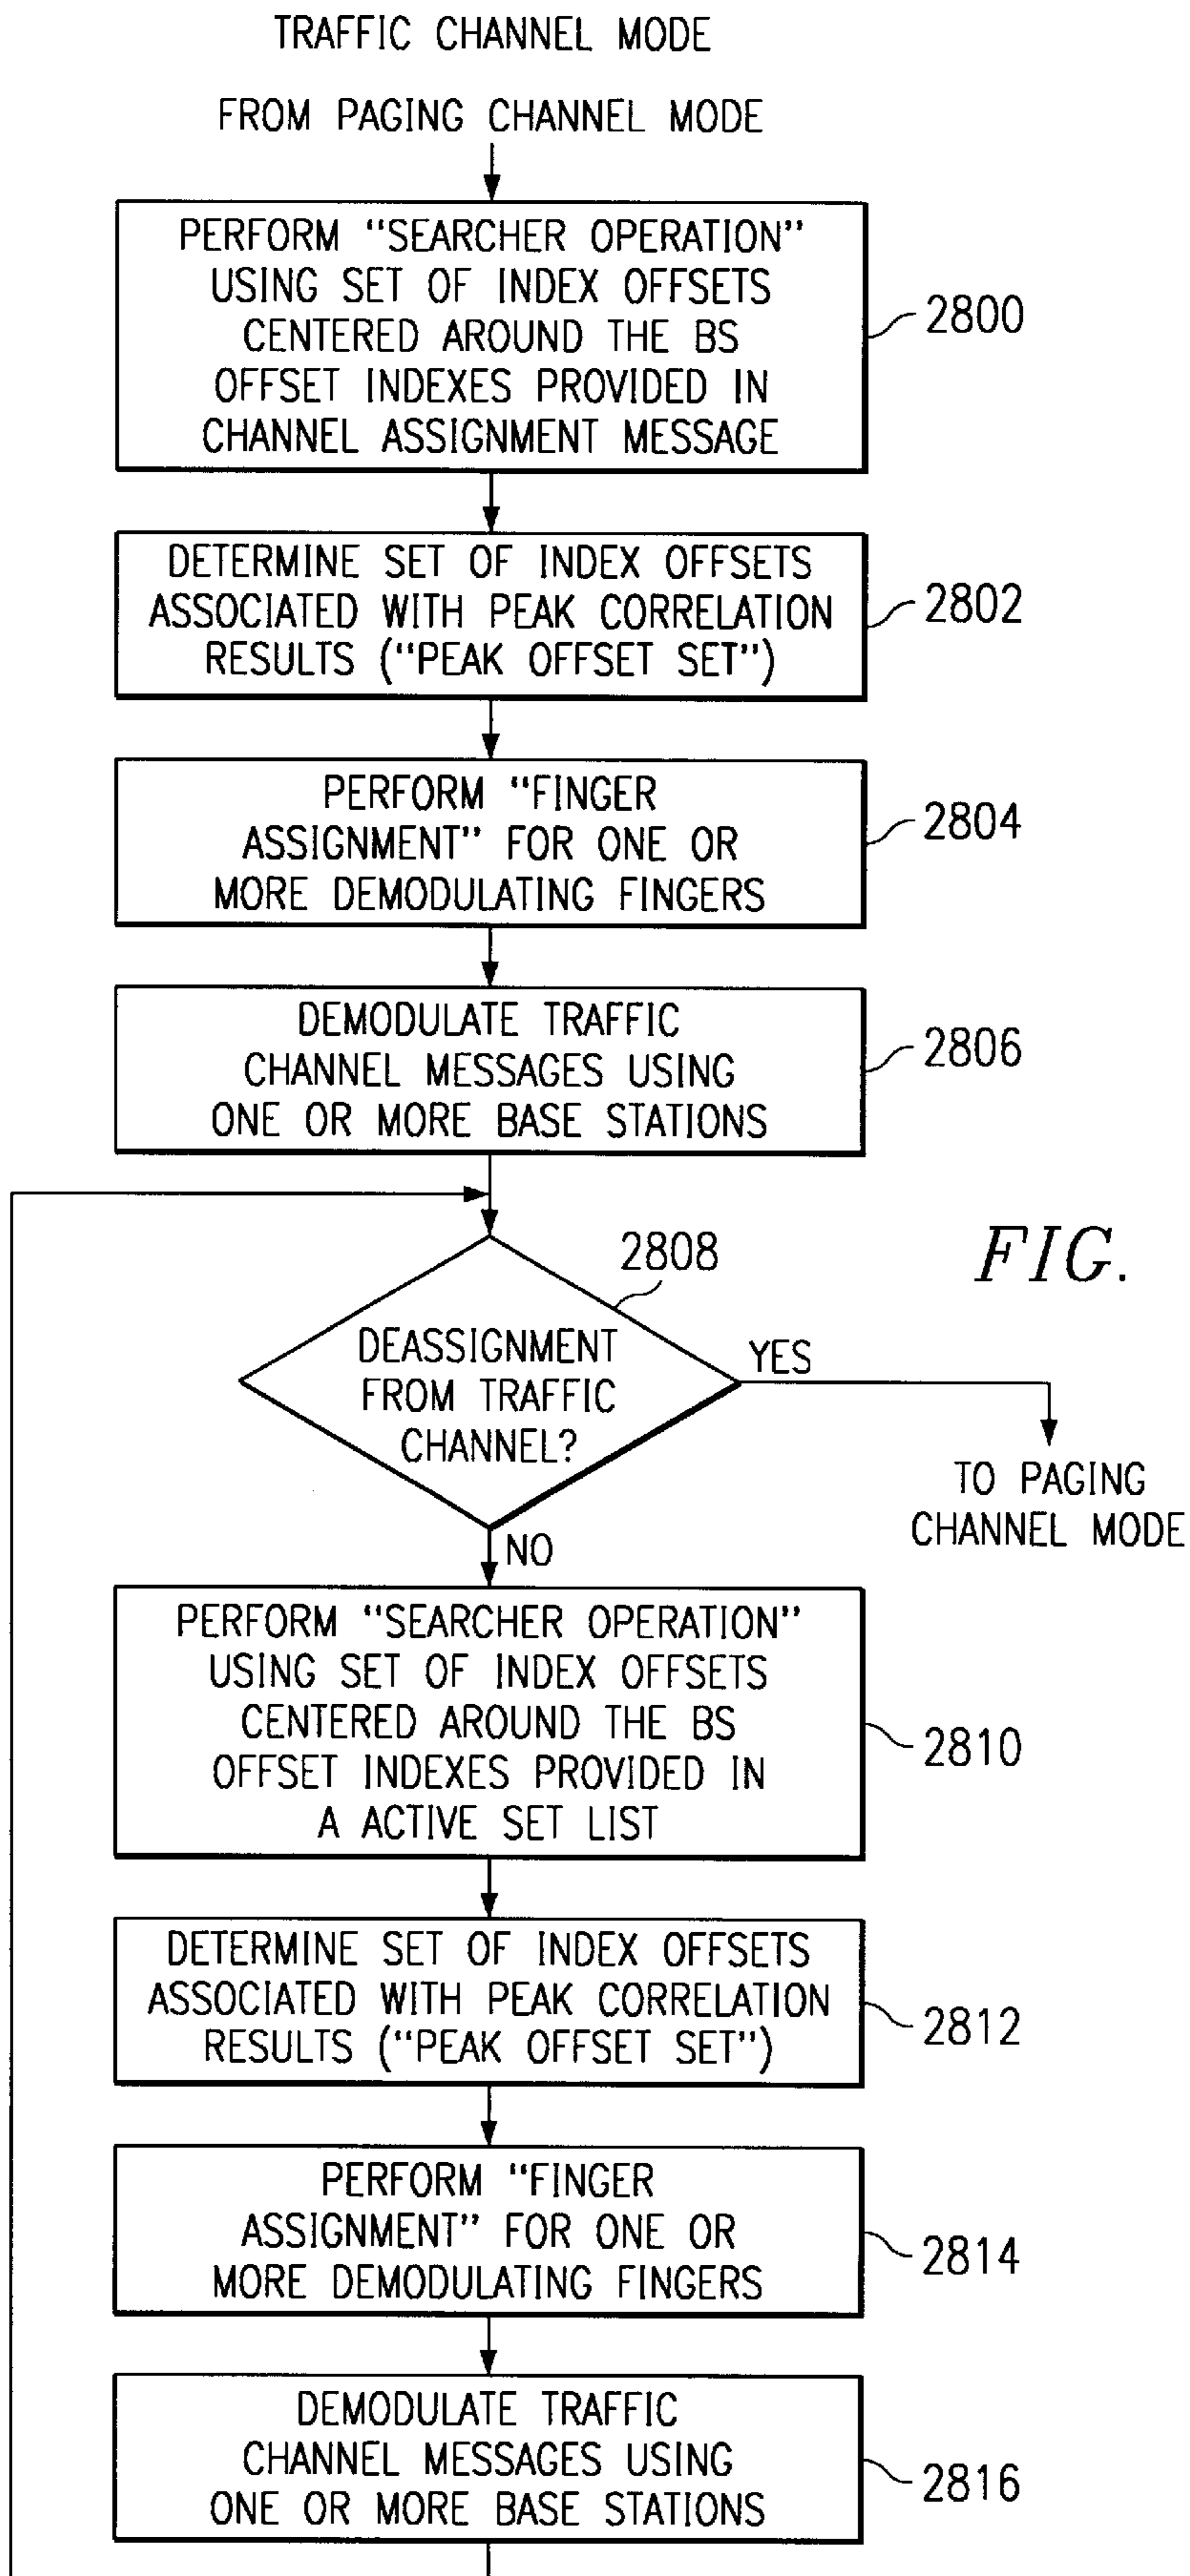 TRAFFIC CHANNEL MODE
FROM PAGING CHANNEL MODE
PERFORM "SEARCHER OPERATION"
USING SET OF INDEX OFFSETS
CENTERED AROUND THE BS
OFFSET INDEXES PROVIDED IN
CHANNEL ASSIGNMENT MESSAGE
2800
DETERMINE SET OF INDEX OFFSETS
ASSOCIATED WITH PEAK CORRELATION
RESULTS ("PEAK OFFSET SET")
2802
PERFORM "FINGER
ASSIGNMENT" FOR ONE OR
MORE DEMODULATING FINGERS
2804
DEMODULATE TRAFFIC
CHANNEL MESSAGES USING
ONE OR MORE BASE STATIONS
2806
FIG.
2808
DEASSIGNMENT
FROM TRAFFIC
CHANNEL?
YES
TO PAGING
CHANNEL MODE
NO
PERFORM "SEARCHER OPERATION"
USING SET OF INDEX OFFSETS
CENTERED AROUND THE BS
OFFSET INDEXES PROVIDED IN
A ACTIVE SET LIST
2810
DETERMINE SET OF INDEX OFFSETS
ASSOCIATED WITH PEAK CORRELATION
RESULTS ("PEAK OFFSET SET")
2812
PERFORM "FINGER
ASSIGNMENT" FOR ONE OR
MORE DEMODULATING FINGERS
2814
DEMODULATE TRAFFIC
CHANNEL MESSAGES USING
ONE OR MORE BASE STATIONS
2816